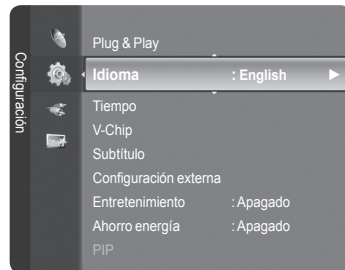 Configuración
Plug & Play
Idioma : English
Tiempo
V-Chip
Subtítulo
Configuración externa
Entretenimiento : Apagado
Ahorro energía : Apagado
PIP